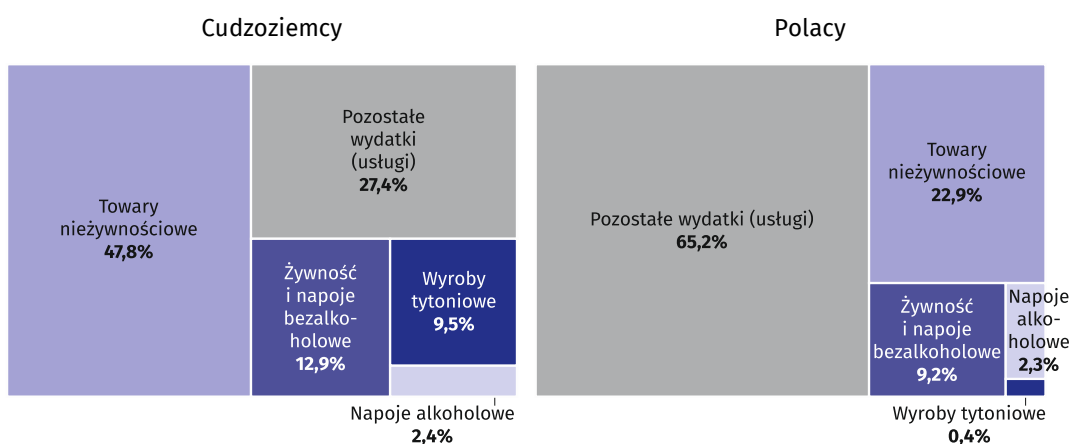 Cudzoziemcy
Towary
nieżywnościowe
47,8%
Pozostałe
wydatki
(usługi)
27,4%
Żywność
i napoje
bezalko-
holowe
12,9%
Wyroby
tytoniowe
9,5%
Napoje alkoholowe
2,4%
Polacy
Pozostałe wydatki (usługi)
65,2%
Towary
nieżywnościowe
22,9%
Żywność
i napoje
bezalkoholowe
9,2%
Napoje
alko-
holowe
2,3%
Wyroby tytoniowe
0,4%